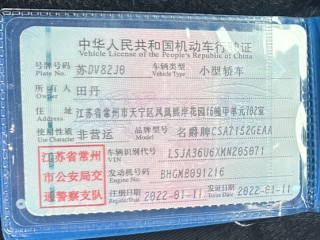 中华人民共和国机动车行驶证
Vehicle License of the People's Republic of China
号牌号码 苏DV82J0 车辆类型 小型轿车
Plate No. Vehicle Type
所有人 田丹
Owner
住址 江苏省常州市天宁区凤凰熙岸花园16幢甲单元702室
Address
使用性质 非营运 品牌型号 名爵牌CSA7152GEAA
Use Character Model
江苏省常州
市公安局交
通警察支队
车辆识别代号 LSJA36U6XMN205071
VIN
发动机号码 BHGMB091216
Engine No.
注册日期 2022-01-11 发证日期 2022-01-11
Register Date Issue Date